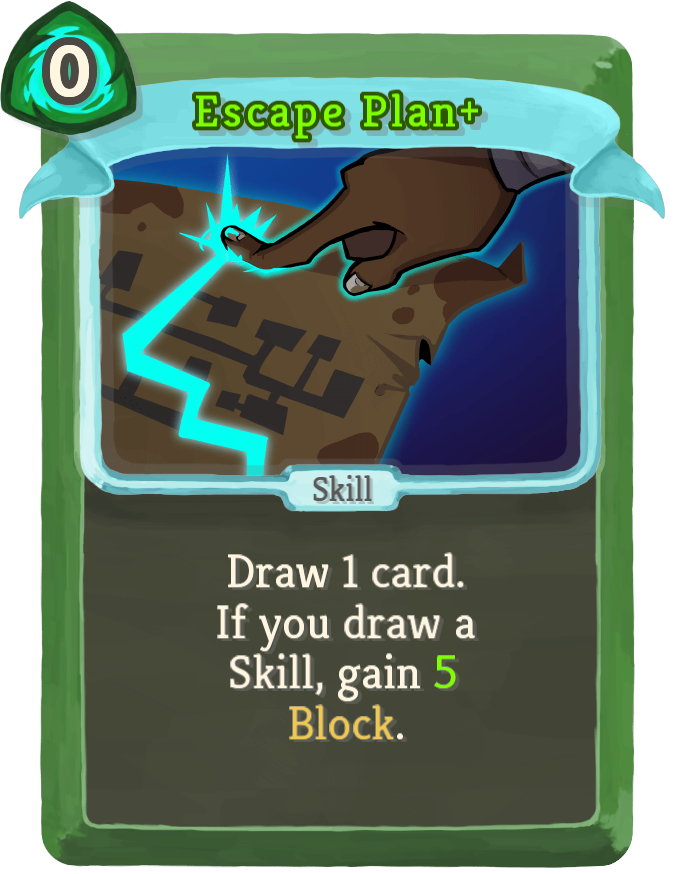 0
Escape Plan+
Skill
Draw 1 card.
If you draw a
Skill, gain 5
Block.